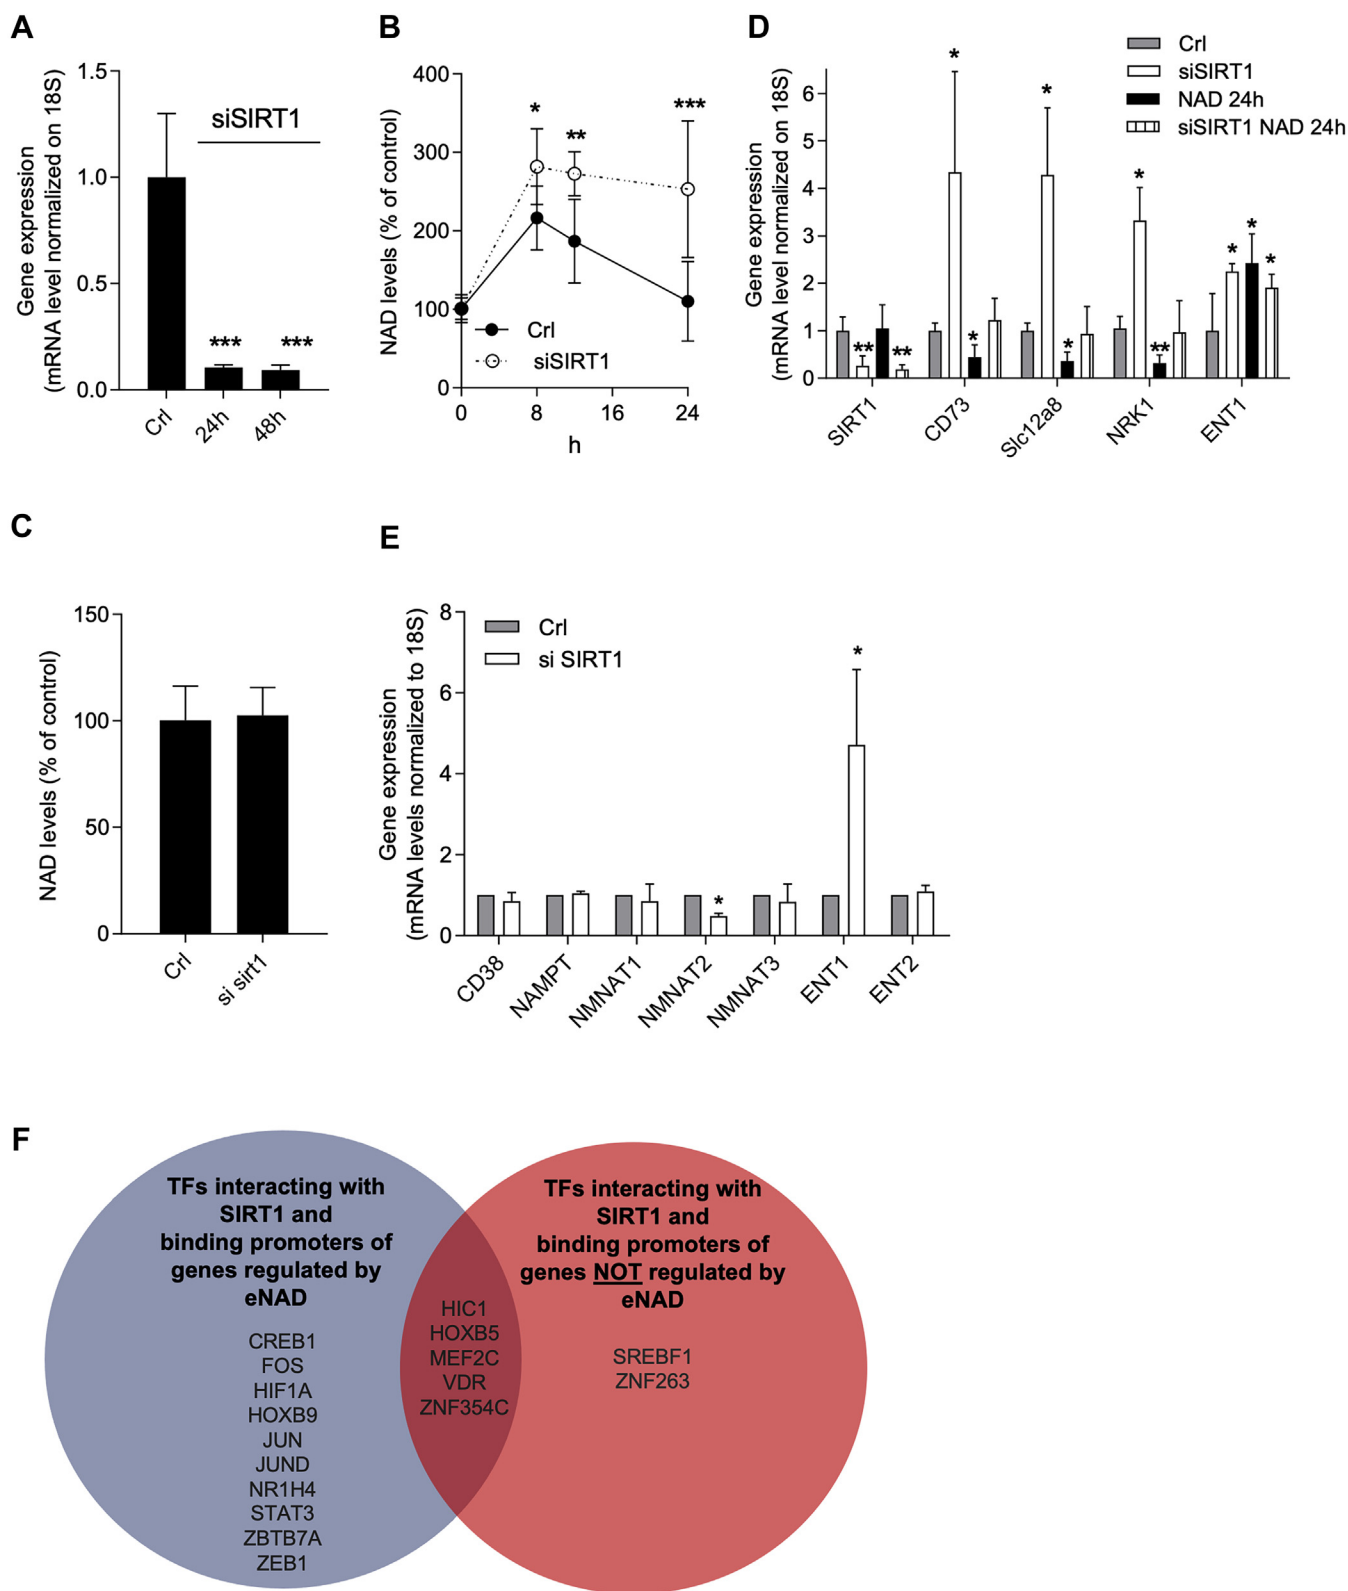 A
Gene expression
(mRNA level normalized on 18S)
1.5
1.0
0.5
0.0
siSIRT1
***
***
Crl
24h
48h
B
NAD levels (% of control)
400
300
200
100
0
*
**
***
Crl
siSIRT1
0
8
16
24
h
D
Gene expression
(mRNA level normalized on 18S)
6
5
4
3
2
1
0
Crl
siSIRT1
NAD 24h
siSIRT1 NAD 24h
**
**
*
*
*
*
*
**
*
*
*
SIRT1
CD73
Slc12a8
NRK1
ENT1
C
NAD levels (% of control)
150
100
50
0
Crl
si sirt1
E
Gene expression
(mRNA levels normalized to 18S)
8
6
4
2
0
Crl
si SIRT1
*
*
CD38
NAMPT
NMNAT1
NMNAT2
NMNAT3
ENT1
ENT2
F
TFs interacting with
SIRT1 and
binding promoters of
genes regulated by
eNAD
CREB1
FOS
HIF1A
HOXB9
JUN
JUND
NR1H4
STAT3
ZBTB7A
ZEB1
HIC1
HOXB5
MEF2C
VDR
ZNF354C
TFs interacting with
SIRT1 and
binding promoters of
genes NOT regulated by
eNAD
SREBF1
ZNF263